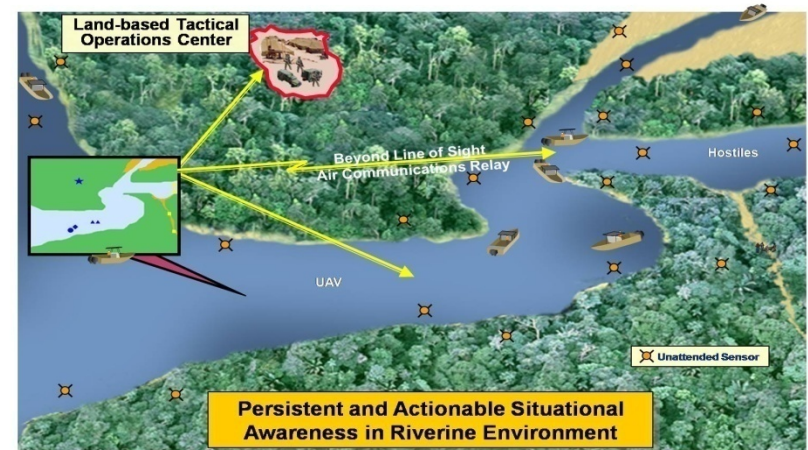 Land-based Tactical
Operations Center
Beyond Line of Sight
Air Communications Relay
Hostiles
UAV
Unattended Sensor
Persistent and Actionable Situational
Awareness in Riverine Environment